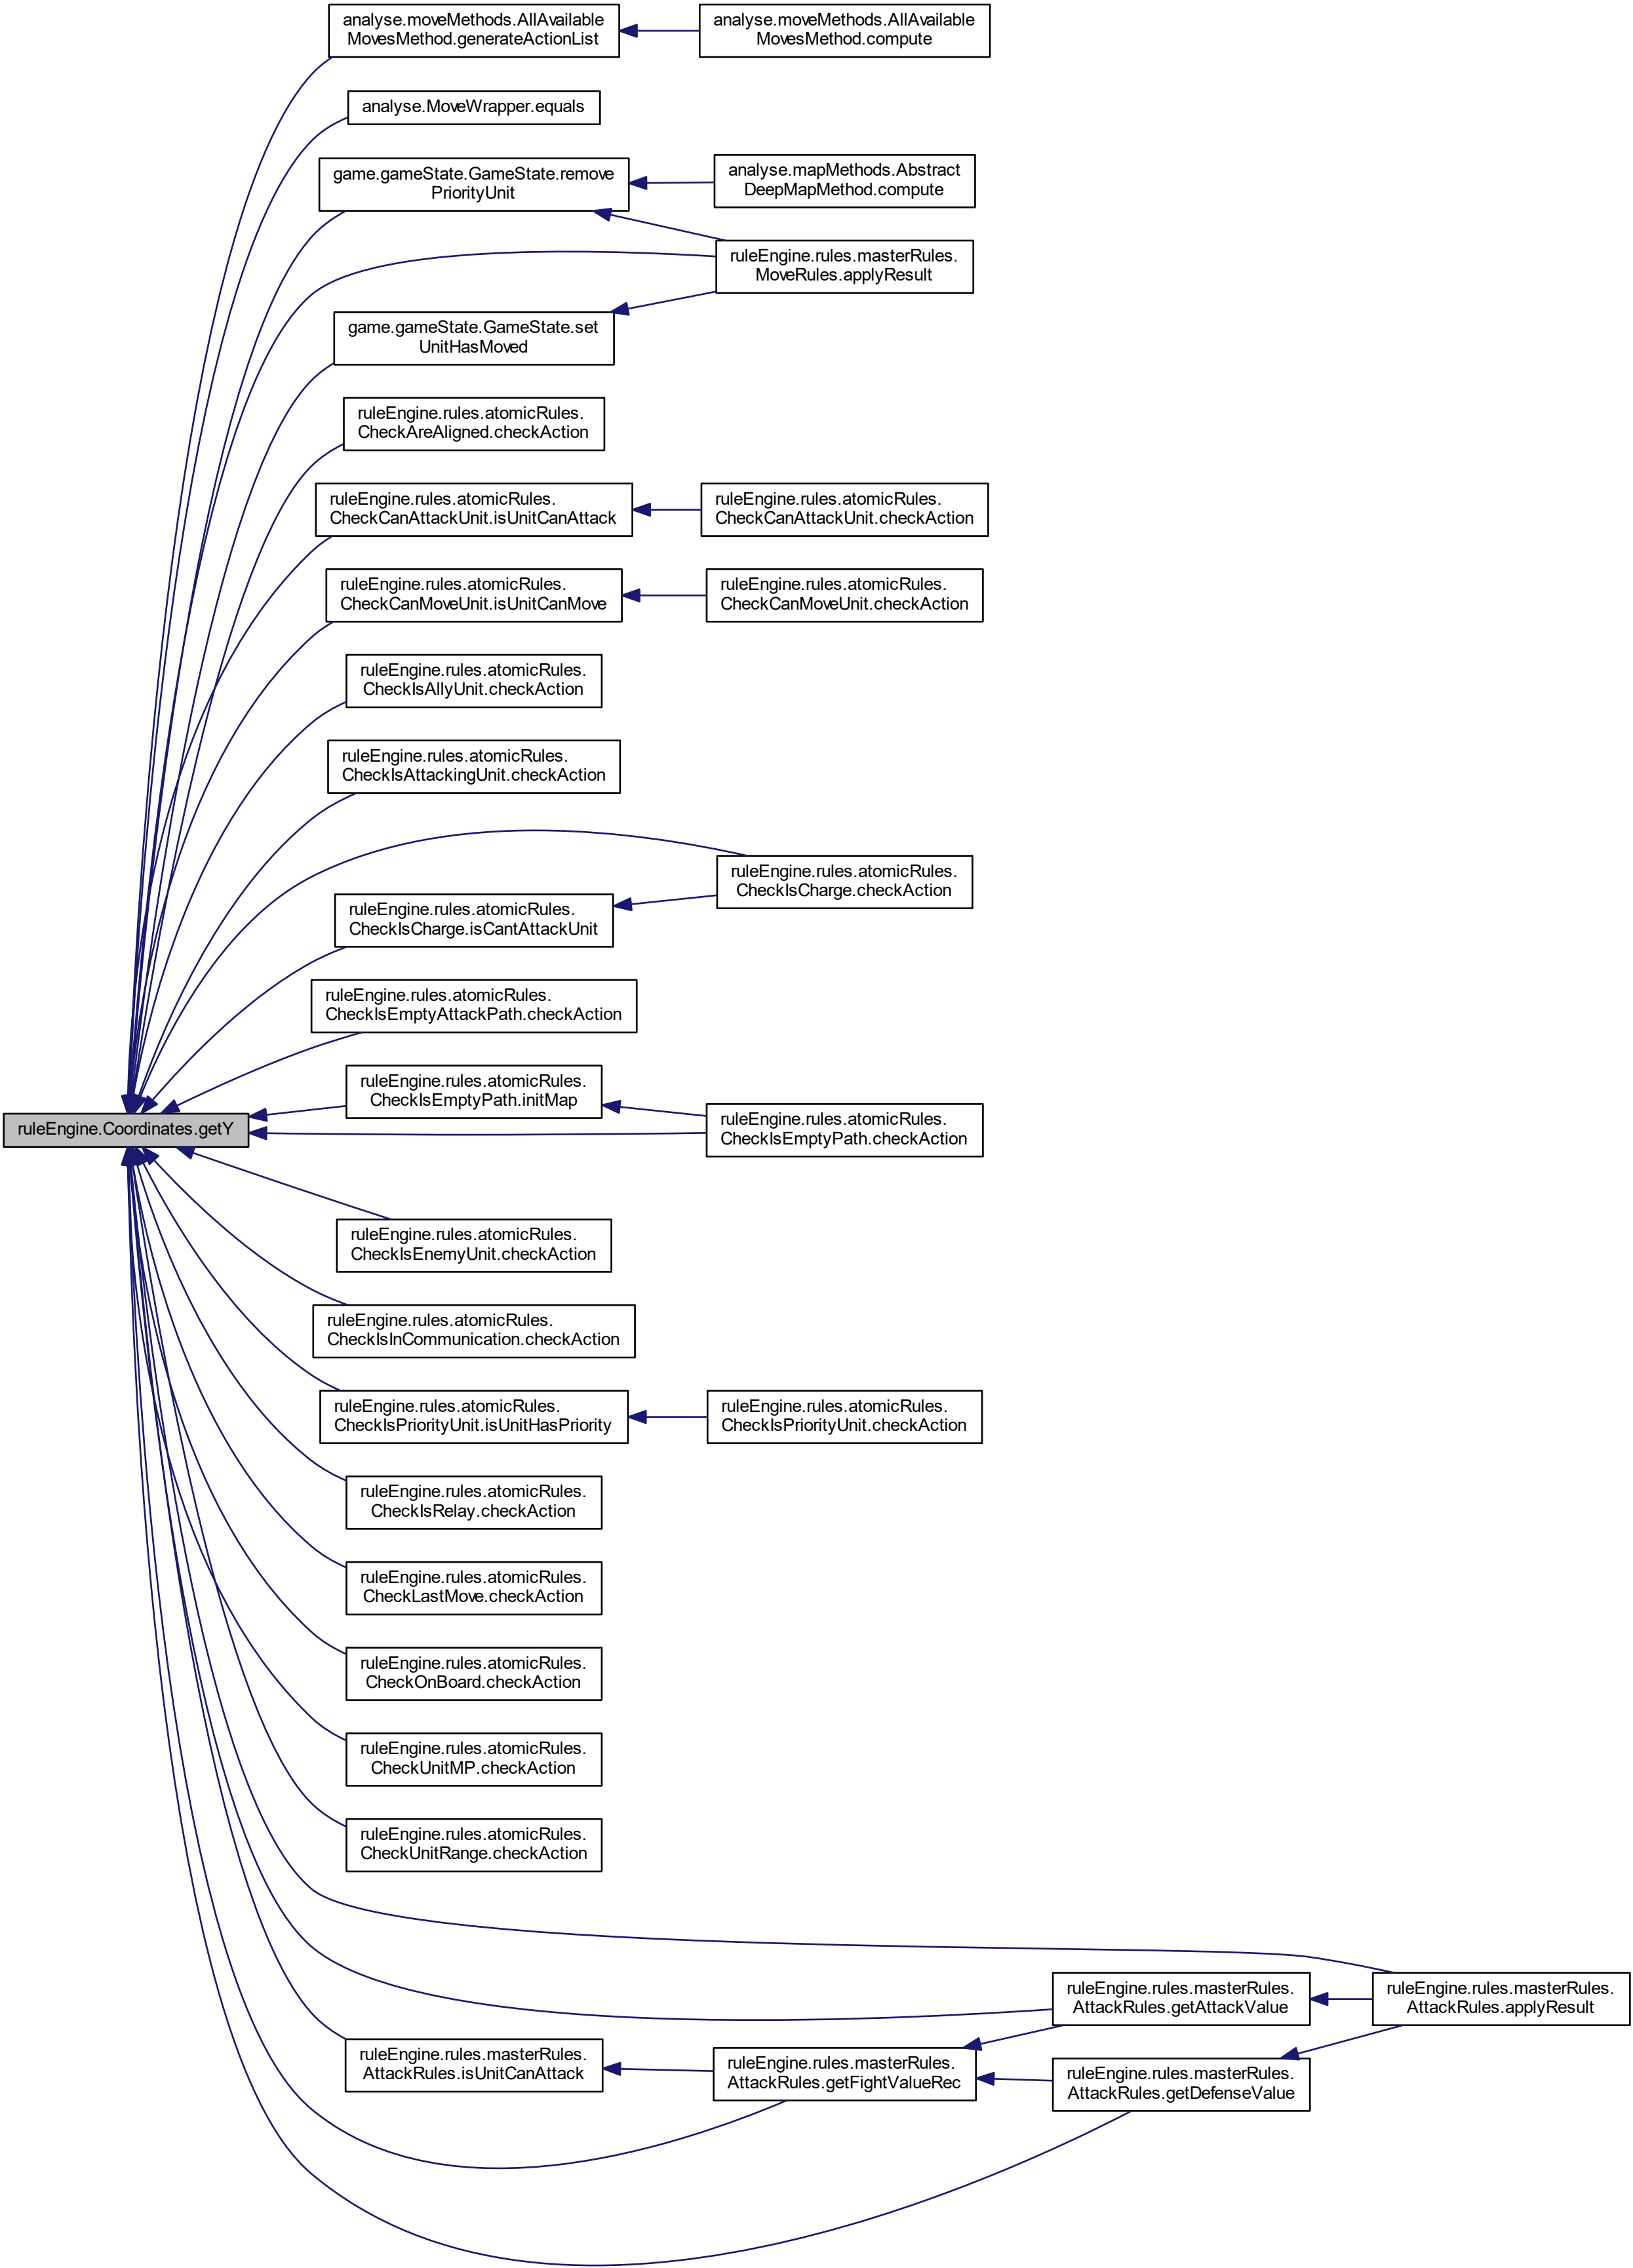 analyse.moveMethods.AllAvailable
MovesMethod.generateActionList
analyse.moveMethods.AllAvailable
MovesMethod.compute
analyse.MoveWrapper.equals
game.gameState.GameState.remove
PriorityUnit
analyse.mapMethods.Abstract
DeepMapMethod.compute
ruleEngine.rules.masterRules.
MoveRules.applyResult
game.gameState.GameState.set
UnitHasMoved
ruleEngine.rules.atomicRules.
CheckAreAligned.checkAction
ruleEngine.rules.atomicRules.
CheckCanAttackUnit.isUnitCanAttack
ruleEngine.rules.atomicRules.
CheckCanAttackUnit.checkAction
ruleEngine.rules.atomicRules.
CheckCanMoveUnit.isUnitCanMove
ruleEngine.rules.atomicRules.
CheckCanMoveUnit.checkAction
ruleEngine.rules.atomicRules.
CheckIsAllyUnit.checkAction
ruleEngine.rules.atomicRules.
CheckIsAttackingUnit.checkAction
ruleEngine.rules.atomicRules.
CheckIsCharge.checkAction
ruleEngine.rules.atomicRules.
CheckIsCharge.isCantAttackUnit
ruleEngine.rules.atomicRules.
CheckIsEmptyAttackPath.checkAction
ruleEngine.rules.atomicRules.
CheckIsEmptyPath.initMap
ruleEngine.Coordinates.getY
ruleEngine.rules.atomicRules.
CheckIsEmptyPath.checkAction
ruleEngine.rules.atomicRules.
CheckIsEnemyUnit.checkAction
ruleEngine.rules.atomicRules.
CheckIsInCommunication.checkAction
ruleEngine.rules.atomicRules.
CheckIsPriorityUnit.isUnitHasPriority
ruleEngine.rules.atomicRules.
CheckIsPriorityUnit.checkAction
ruleEngine.rules.atomicRules.
CheckIsRelay.checkAction
ruleEngine.rules.atomicRules.
CheckLastMove.checkAction
ruleEngine.rules.atomicRules.
CheckOnBoard.checkAction
ruleEngine.rules.atomicRules.
CheckUnitMP.checkAction
ruleEngine.rules.atomicRules.
CheckUnitRange.checkAction
ruleEngine.rules.masterRules.
AttackRules.getAttackValue
ruleEngine.rules.masterRules.
AttackRules.applyResult
ruleEngine.rules.masterRules.
AttackRules.isUnitCanAttack
ruleEngine.rules.masterRules.
AttackRules.getFightValueRec
ruleEngine.rules.masterRules.
AttackRules.getDefenseValue